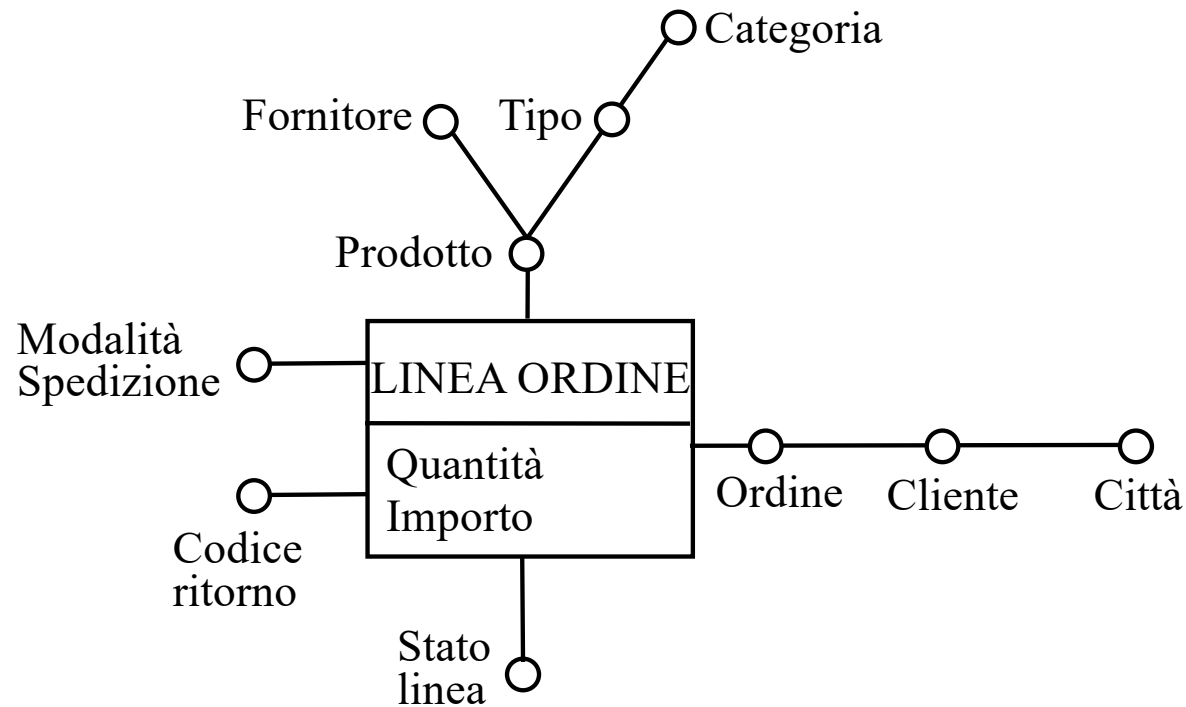 Categoria
Fornitore
Tipo
Prodotto
Modalità
Spedizione
LINEA ORDINE
Quantità
Importo
Ordine
Cliente
Città
Codice
ritorno
Stato
linea